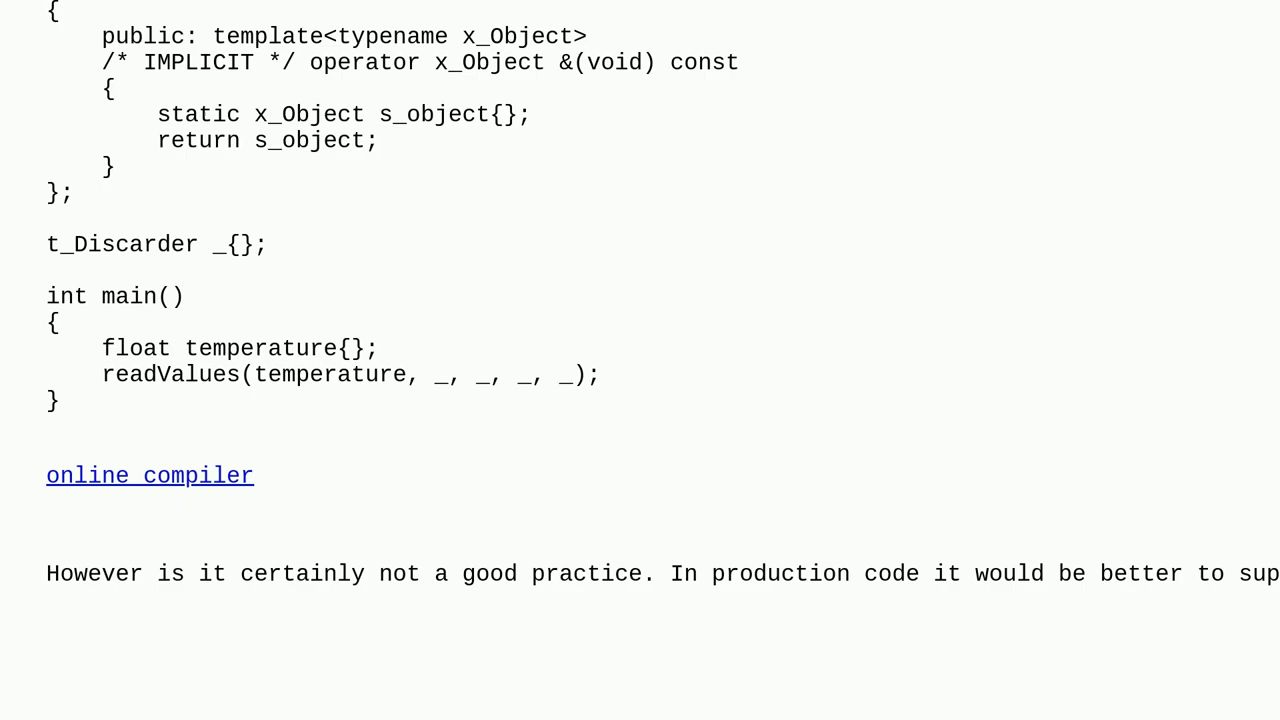 {
    public: template<typename x_Object>
    /* IMPLICIT */ operator x_Object &(void) const
    {
        static x_Object s_object{};
        return s_object;
    }
};

t_Discarder _{};

int main()
{
    float temperature{};
    readValues(temperature, _, _, _, _);
}

online compiler

However is it certainly not a good practice. In production code it would be better to sup